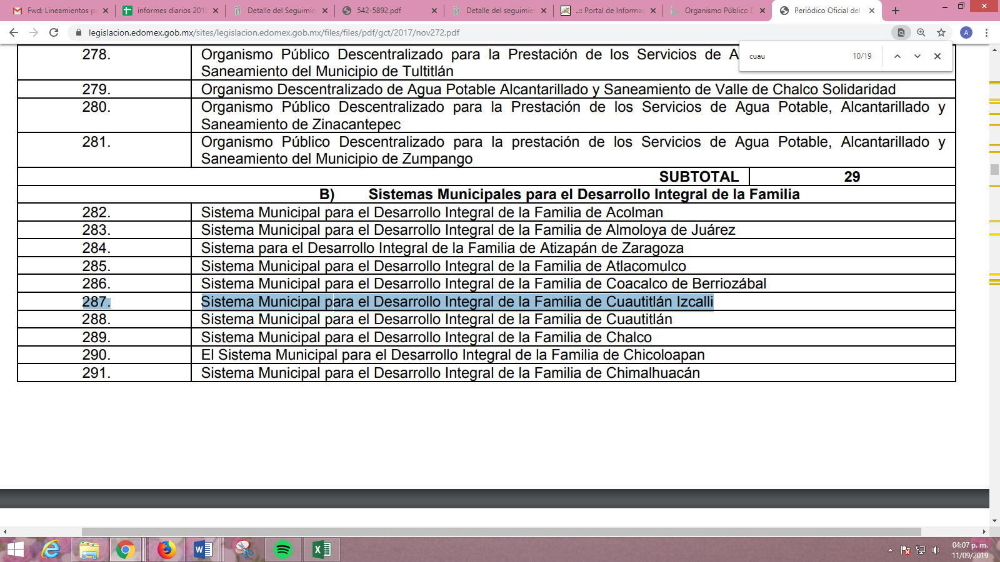 Fwd: Lineamientos pa
informes diarios 2018
Detalle del Seguimie
542-5892.pdf
Detalle del seguimie
..:: Portal de Informac
Organismo Público D
Periódico Oficial del
legislacion.edomex.gob.mx/sites/legislacion.edomex.gob.mx/files/files/pdf/gct/2017/nov272.pdf
A
cuau 10/19
278. Organismo Público Descentralizado para la Prestación de los Servicios de A
Saneamiento del Municipio de Tultitlán
279. Organismo Descentralizado de Agua Potable Alcantarillado y Saneamiento de Valle de Chalco Solidaridad
280. Organismo Público Descentralizado para la Prestación de los Servicios de Agua Potable, Alcantarillado y
Saneamiento de Zinacantepec
281. Organismo Público Descentralizado para la prestación de los Servicios de Agua Potable, Alcantarillado y
Saneamiento del Municipio de Zumpango
SUBTOTAL 29
B) Sistemas Municipales para el Desarrollo Integral de la Familia
282. Sistema Municipal para el Desarrollo Integral de la Familia de Acolman
283. Sistema Municipal para el Desarrollo Integral de la Familia de Almoloya de Juárez
284. Sistema para el Desarrollo Integral de la Familia de Atizapán de Zaragoza
285. Sistema Municipal para el Desarrollo Integral de la Familia de Atlacomulco
286. Sistema Municipal para el Desarrollo Integral de la Familia de Coacalco de Berriozábal
287. Sistema Municipal para el Desarrollo Integral de la Familia de Cuautitlán Izcalli
288. Sistema Municipal para el Desarrollo Integral de la Familia de Cuautitlán
289. Sistema Municipal para el Desarrollo Integral de la Familia de Chalco
290. El Sistema Municipal para el Desarrollo Integral de la Familia de Chicoloapan
291. Sistema Municipal para el Desarrollo Integral de la Familia de Chimalhuacán
04:07 p. m.
11/09/2019